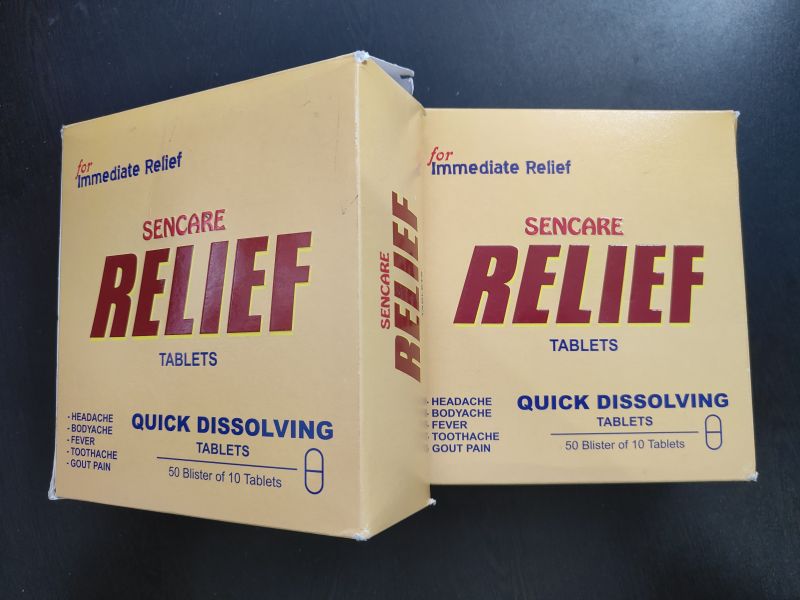 for
Immediate Relief
SENCARE
RELIEF
TABLETS
- HEADACHE
- BODYACHE
- FEVER
- TOOTHACHE
- GOUT PAIN
QUICK DISSOLVING
TABLETS
50 Blister of 10 Tablets
SENCARE
RELIEF
TABLETS
for
Immediate Relief
SENCARE
RELIEF
TABLETS
- HEADACHE
- BODYACHE
- FEVER
- TOOTHACHE
- GOUT PAIN
QUICK DISSOLVING
TABLETS
50 Blister of 10 Tablets